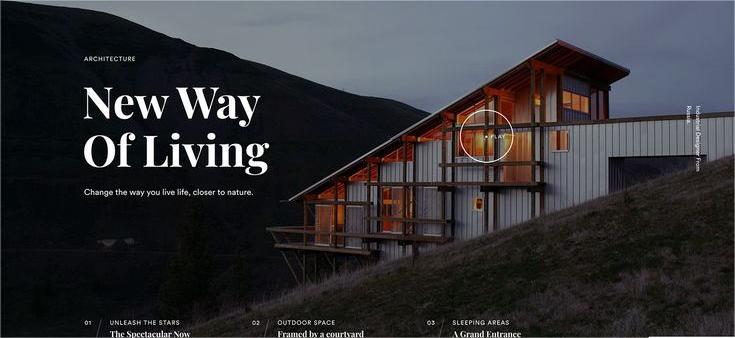 ARCHITECTURE
New Way
Of Living
Change the way you live life, closer to nature.
PLAY
Industrial Designer From
Russia.
01 / UNLEASH THE STARS
The Spectacular Now
02 / OUTDOOR SPACE
Framed by a courtyard
03 / SLEEPING AREAS
A Grand Entrance